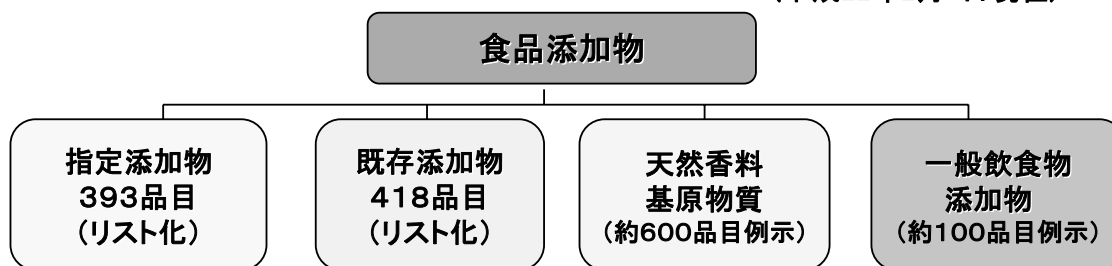 食品添加物
指定添加物
393品目
（リスト化）
既存添加物
418品目
（リスト化）
天然香料
基原物質
（約600品目例示）
一般飲食物
添加物
（約100品目例示）